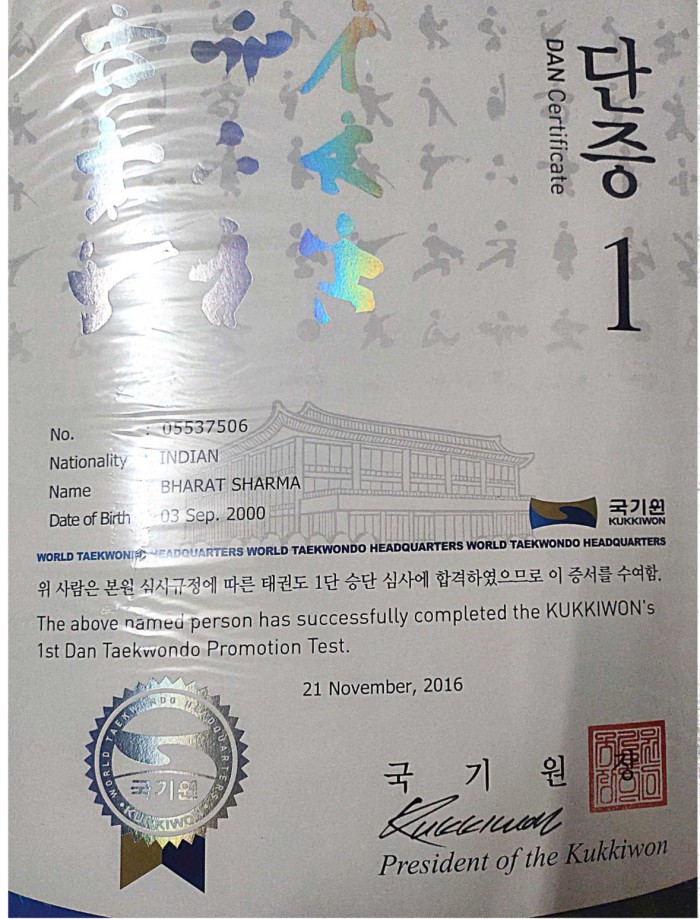 단증
DAN Certificate
1
No. : 05537506
Nationality : INDIAN
Name BHARAT SHARMA
Date of Birth 03 Sep. 2000
국기원
KUKKIWON
WORLD TAEKWONDO HEADQUARTERS WORLD TAEKWONDO HEADQUARTERS WORLD TAEKWONDO HEADQUARTERS
위 사람은 본원 심사규정에 따른 태권도 1단 승단 심사에 합격하였으므로 이 증서를 수여함.
The above named person has successfully completed the KUKKIWON's
1st Dan Taekwondo Promotion Test.
21 November, 2016
WORLD TAEKWONDO HEADQUARTERS
국기원
KUKKIWON
국 기 원
Kukkiwon
President of the Kukkiwon